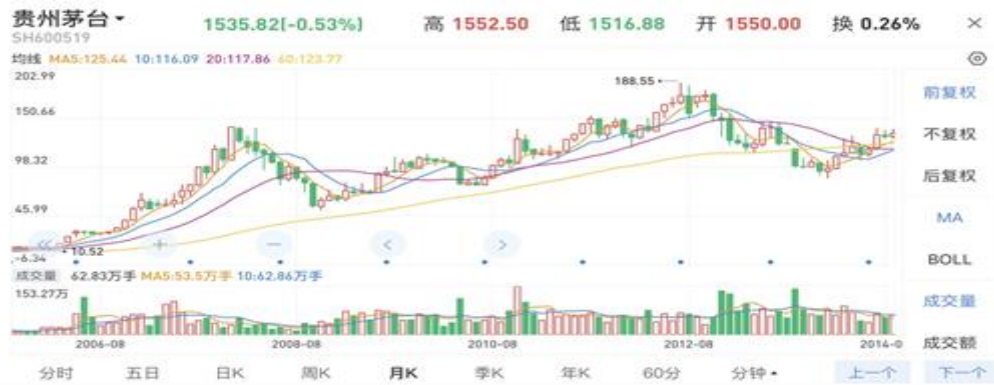 贵州茅台 1535.82(-0.53%) 高 1552.50 低 1516.88 开 1550.00 换 0.26% ×
SH600519
均线 MA5:125.44 10:116.09 20:117.86 60:123.77
202.99
188.55
前复权
150.66
不复权
98.32
后复权
45.99
MA
10.52
-6.34
BOLL
成交量 62.83万手 MA5:53.5万手 10:62.86万手
153.27万
成交量
2006-08 2008-08 2010-08 2012-08 2014-0
成交额
分时 五日 日K 周K 月K 季K 年K 60分 分钟 上一个 下一个